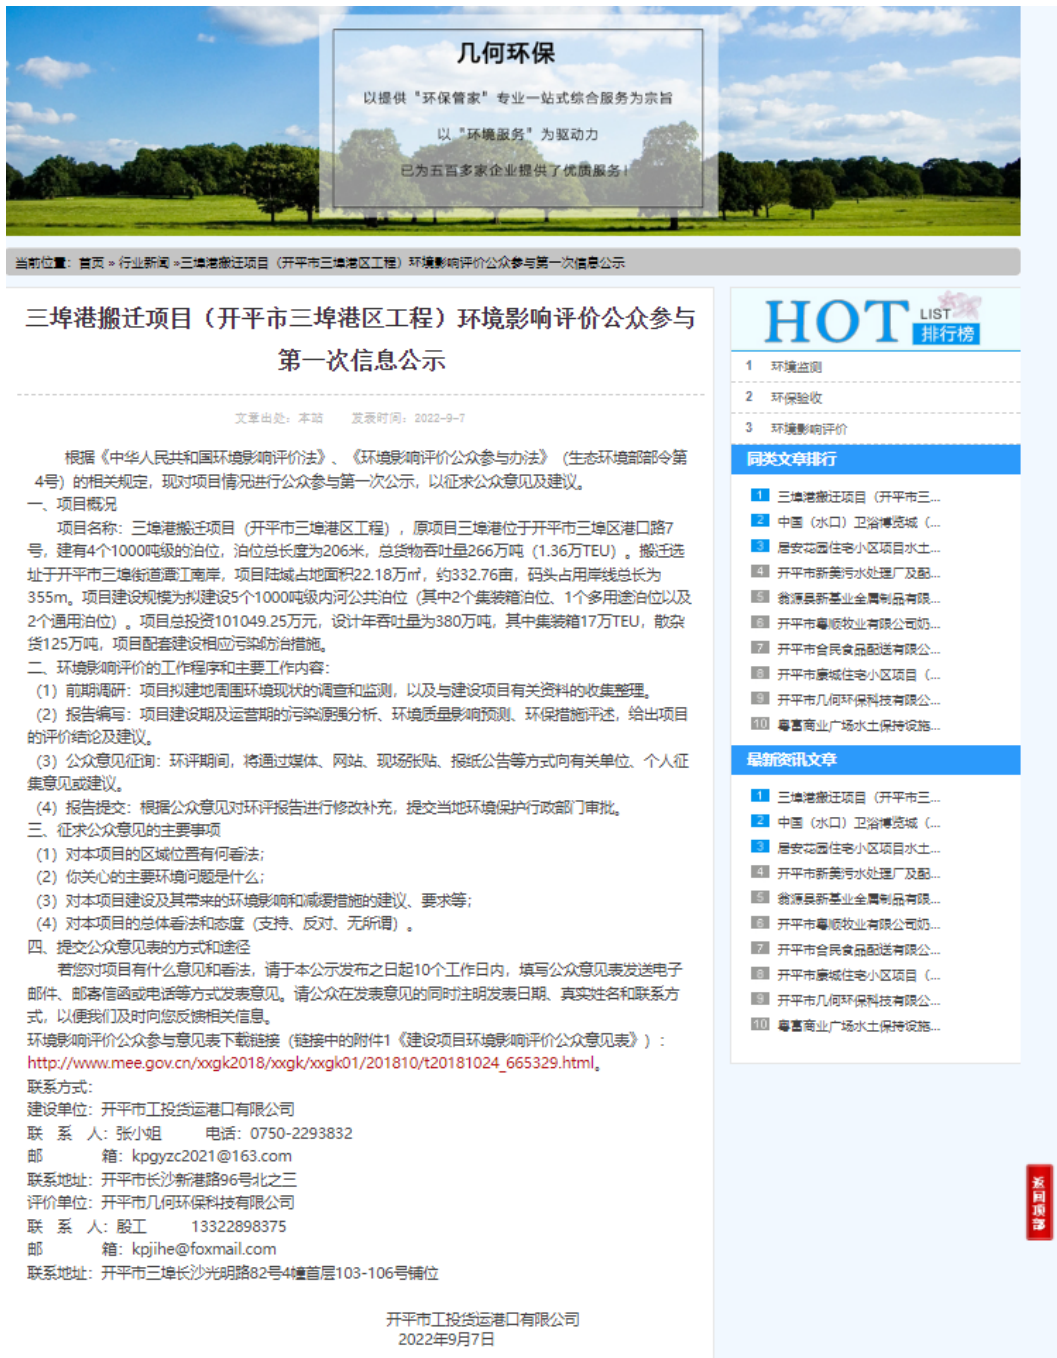 几何环保
以提供"环保管家"专业一站式综合服务为宗旨
以"环境服务"为驱动力
已为五百多家企业提供了优质服务!
当前位置：首页 » 行业新闻 »三埠港搬迁项目（开平市三埠港区工程）环境影响评价公众参与第一次信息公示
三埠港搬迁项目（开平市三埠港区工程）环境影响评价公众参与
第一次信息公示
文章出处：本站 发表时间：2022-9-7
根据《中华人民共和国环境影响评价法》、《环境影响评价公众参与办法》（生态环境部部令第
4号）的相关规定，现对项目情况进行公众参与第一次公示，以征求公众意见及建议。
一、项目概况
项目名称：三埠港搬迁项目（开平市三埠港区工程），原项目三埠港位于开平市三埠区港口路7
号，建有4个1000吨级的泊位，泊位总长度为206米，总货物吞吐量266万吨（1.36万TEU）。搬迁选
址于开平市三埠街道潭江南岸，项目陆域占地面积22.18万㎡，约332.76亩，码头占用岸线总长为
355m。项目建设规模为拟建设5个1000吨级内河公共泊位（其中2个集装箱泊位、1个多用途泊位以及
2个通用泊位）。项目总投资101049.25万元，设计年吞吐量为380万吨，其中集装箱17万TEU，散杂
货125万吨，项目配套建设相应污染防治措施。
二、环境影响评价的工作程序和主要工作内容：
（1）前期调研：项目拟建地周围环境现状的调查和监测，以及与建设项目有关资料的收集整理。
（2）报告编写：项目建设期及运营期的污染源强分析、环境质量影响预测、环保措施评述，给出项目
的评价结论及建议。
（3）公众意见征询：环评期间，将通过媒体、网站、现场张贴、报纸公告等方式向有关单位、个人征
集意见或建议。
（4）报告提交：根据公众意见对环评报告进行修改补充，提交当地环境保护行政部门审批。
三、征求公众意见的主要事项
（1）对本项目的区域位置有何看法；
（2）你关心的主要环境问题是什么；
（3）对本项目建设及其带来的环境影响和减缓措施的建议、要求等；
（4）对本项目的总体看法和态度（支持、反对、无所谓）。
四、提交公众意见表的方式和途径
若您对项目有什么意见和看法，请于本公示发布之日起10个工作日内，填写公众意见表发送电子
邮件、邮寄信函或电话等方式发表意见。请公众在发表意见的同时注明发表日期、真实姓名和联系方
式，以便我们及时向您反馈相关信息。
环境影响评价公众参与意见表下载链接（链接中的附件1《建设项目环境影响评价公众意见表》）：
http://www.mee.gov.cn/xxgk2018/xxgk/xxgk01/201810/t20181024_665329.html。
联系方式：
建设单位：开平市工投货运港口有限公司
联 系 人：张小姐 电话：0750-2293832
邮 箱：kpgyzc2021@163.com
联系地址：开平市长沙新港路96号北之三
评价单位：开平市几何环保科技有限公司
联 系 人：殷工 13322898375
邮 箱：kpjihe@foxmail.com
联系地址：开平市三埠长沙光明路82号4幢首层103-106号铺位
开平市工投货运港口有限公司
2022年9月7日
HOT LIST 排行榜
1 环境监测
2 环保验收
3 环境影响评价
同类文章排行
1 三埠港搬迁项目（开平市三...
2 中国（水口）卫浴博览城（...
3 居安花园住宅小区项目水土...
4 开平市新美污水处理厂及配...
5 翁源县新基业金属制品有限...
6 开平市粤顺牧业有限公司奶...
7 开平市合民食品配送有限公...
8 开平市康城住宅小区项目（...
9 开平市几何环保科技有限公...
10 粤富商业广场水土保持设施...
最新资讯文章
1 三埠港搬迁项目（开平市三...
2 中国（水口）卫浴博览城（...
3 居安花园住宅小区项目水土...
4 开平市新美污水处理厂及配...
5 翁源县新基业金属制品有限...
6 开平市粤顺牧业有限公司奶...
7 开平市合民食品配送有限公...
8 开平市康城住宅小区项目（...
9 开平市几何环保科技有限公...
10 粤富商业广场水土保持设施...
返回顶部